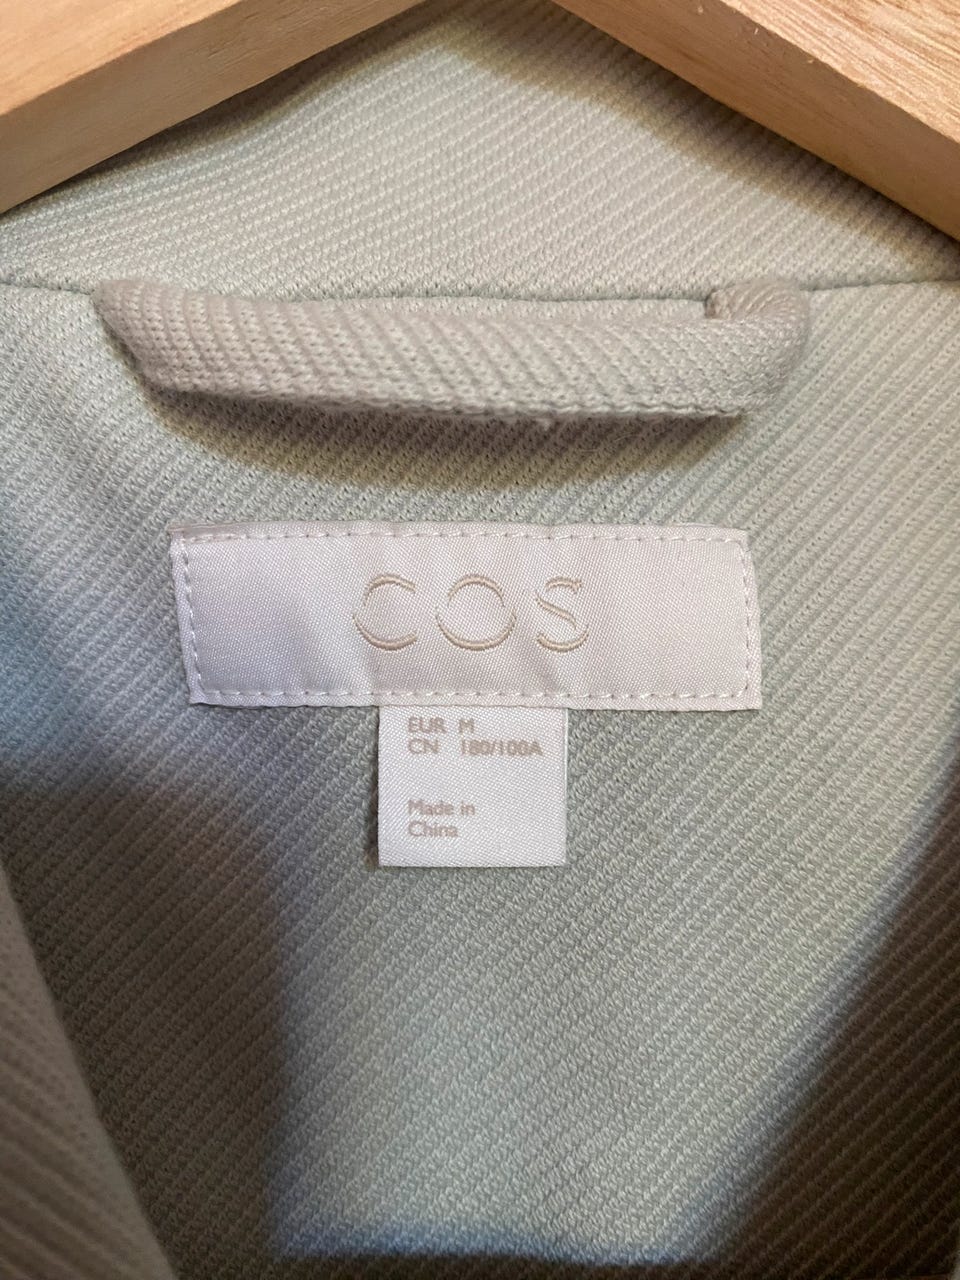 COS
EUR M
CN 180/100A
Made in
China